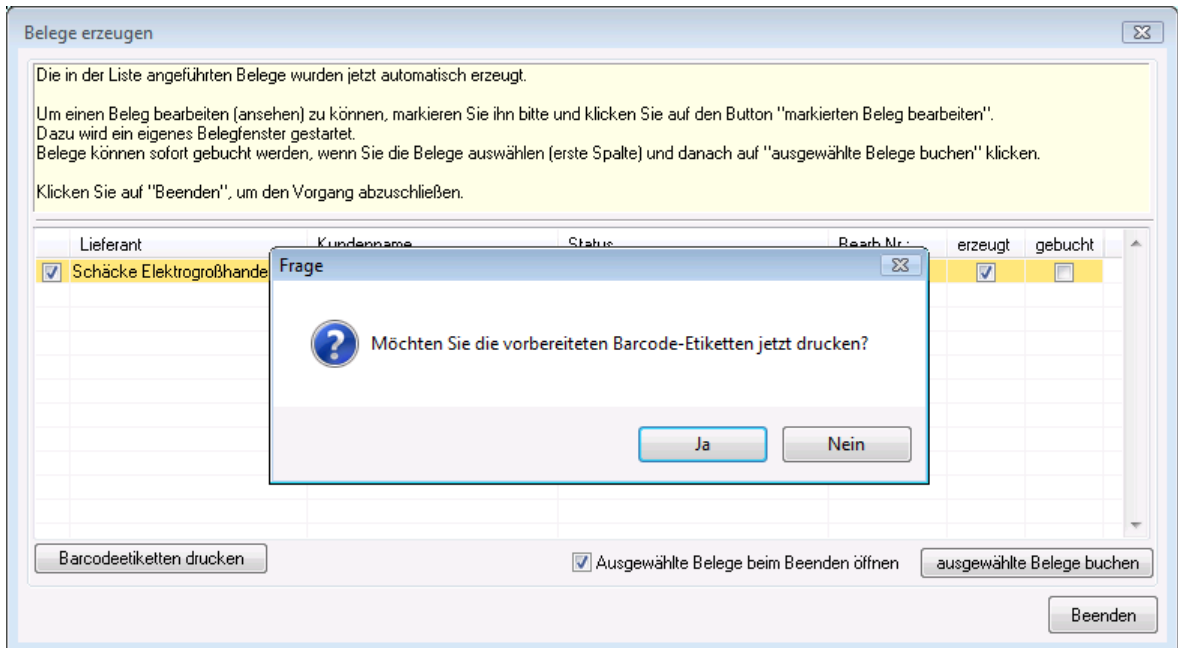 Belege erzeugen
Die in der Liste angeführten Belege wurden jetzt automatisch erzeugt.
Um einen Beleg bearbeiten (ansehen) zu können, markieren Sie ihn bitte und klicken Sie auf den Button "markierten Beleg bearbeiten".
Dazu wird ein eigenes Belegfenster gestartet.
Belege können sofort gebucht werden, wenn Sie die Belege auswählen (erste Spalte) und danach auf "ausgewählte Belege buchen" klicken.
Klicken Sie auf "Beenden", um den Vorgang abzuschließen.
Lieferant Kundenname Status Bearb.Nr.: erzeugt gebucht
Schäcke Elektrogroßhande
Frage
Möchten Sie die vorbereiteten Barcode-Etiketten jetzt drucken?
Ja Nein
Barcodeetiketten drucken Ausgewählte Belege beim Beenden öffnen ausgewählte Belege buchen
Beenden